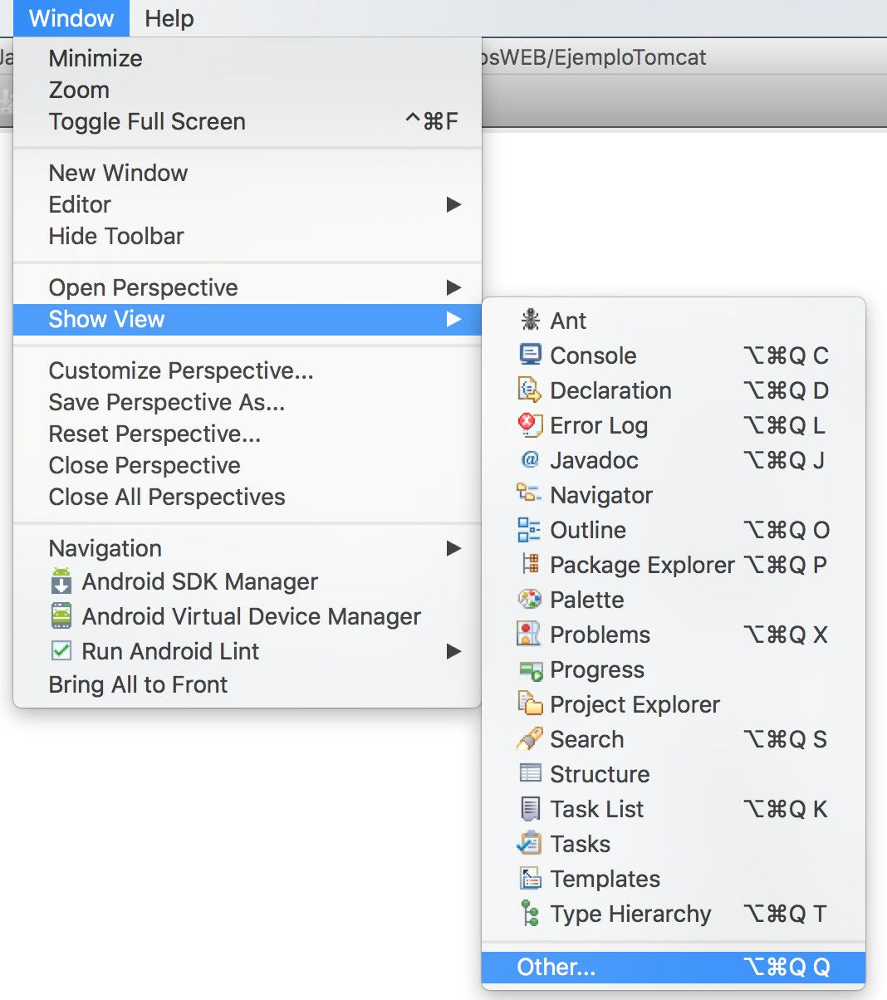 Window Help
osWEB/EjemploTomcat
Minimize
Zoom
Toggle Full Screen ^⌘F
New Window
Editor ▶
Hide Toolbar
Open Perspective ▶
Show View ▶
Customize Perspective...
Save Perspective As...
Reset Perspective...
Close Perspective
Close All Perspectives
Navigation ▶
Android SDK Manager
Android Virtual Device Manager
Run Android Lint ▶
Bring All to Front
Ant
Console ⌥⌘Q C
Declaration ⌥⌘Q D
Error Log ⌥⌘Q L
Javadoc ⌥⌘Q J
Navigator
Outline ⌥⌘Q O
Package Explorer ⌥⌘Q P
Palette
Problems ⌥⌘Q X
Progress
Project Explorer
Search ⌥⌘Q S
Structure
Task List ⌥⌘Q K
Tasks
Templates
Type Hierarchy ⌥⌘Q T
Other... ⌥⌘Q Q